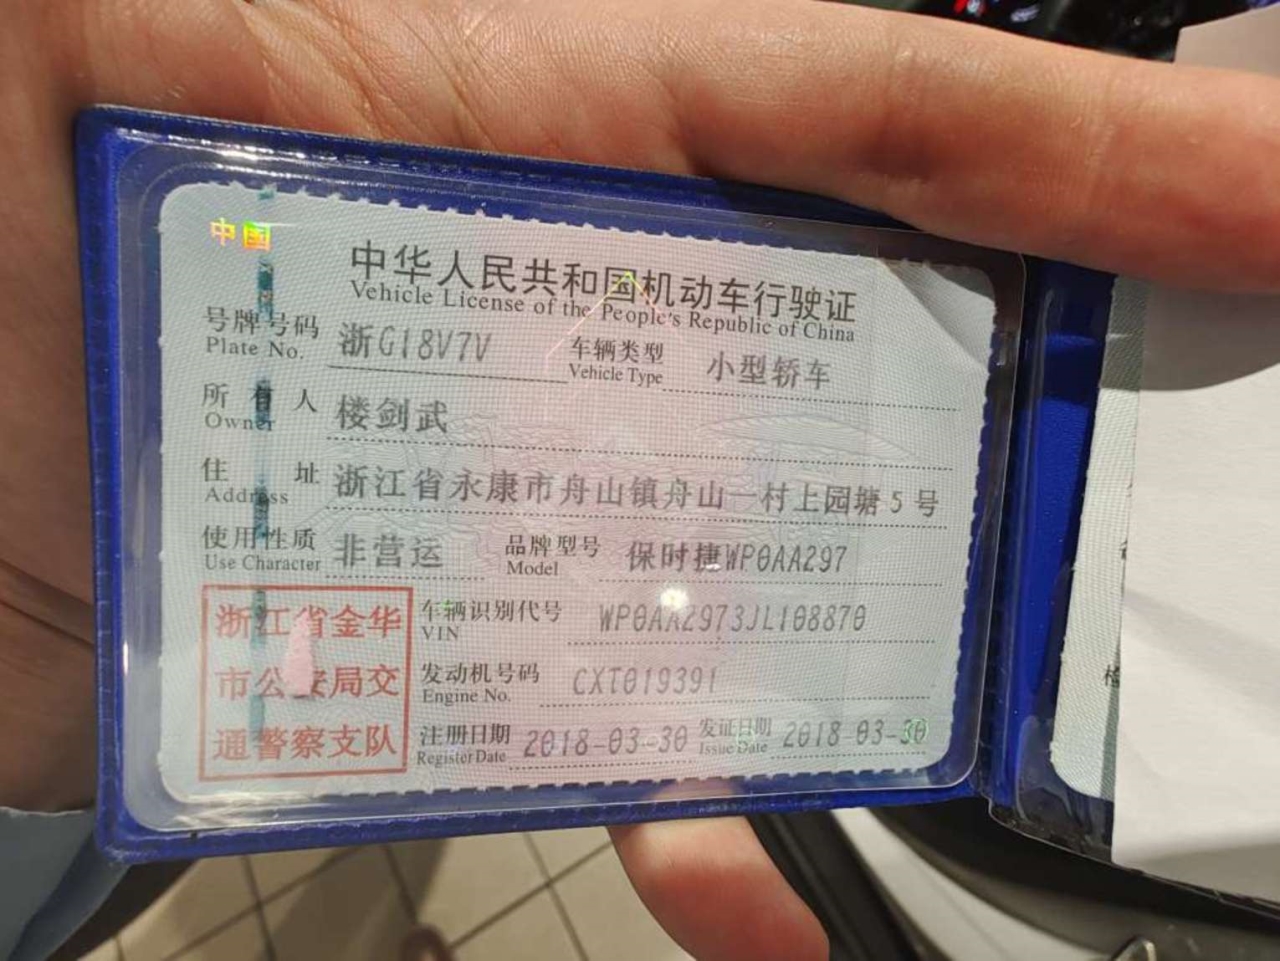 中国
中华人民共和国机动车行驶证
Vehicle License of the People's Republic of China
号牌号码 浙G18V7V 车辆类型 小型轿车
Plate No. Vehicle Type
所有人 楼剑武
Owner
住址 浙江省永康市舟山镇舟山一村上园塘5号
Address
使用性质 非营运 品牌型号 保时捷WP0AA297
Use Character Model
浙江省金华 车辆识别代号 WP0AA2973JL108870
VIN
市公安局交 发动机号码 CXT019391
Engine No.
通警察支队 注册日期 2018-03-30 发证日期 2018-03-30
Register Date Issue Date